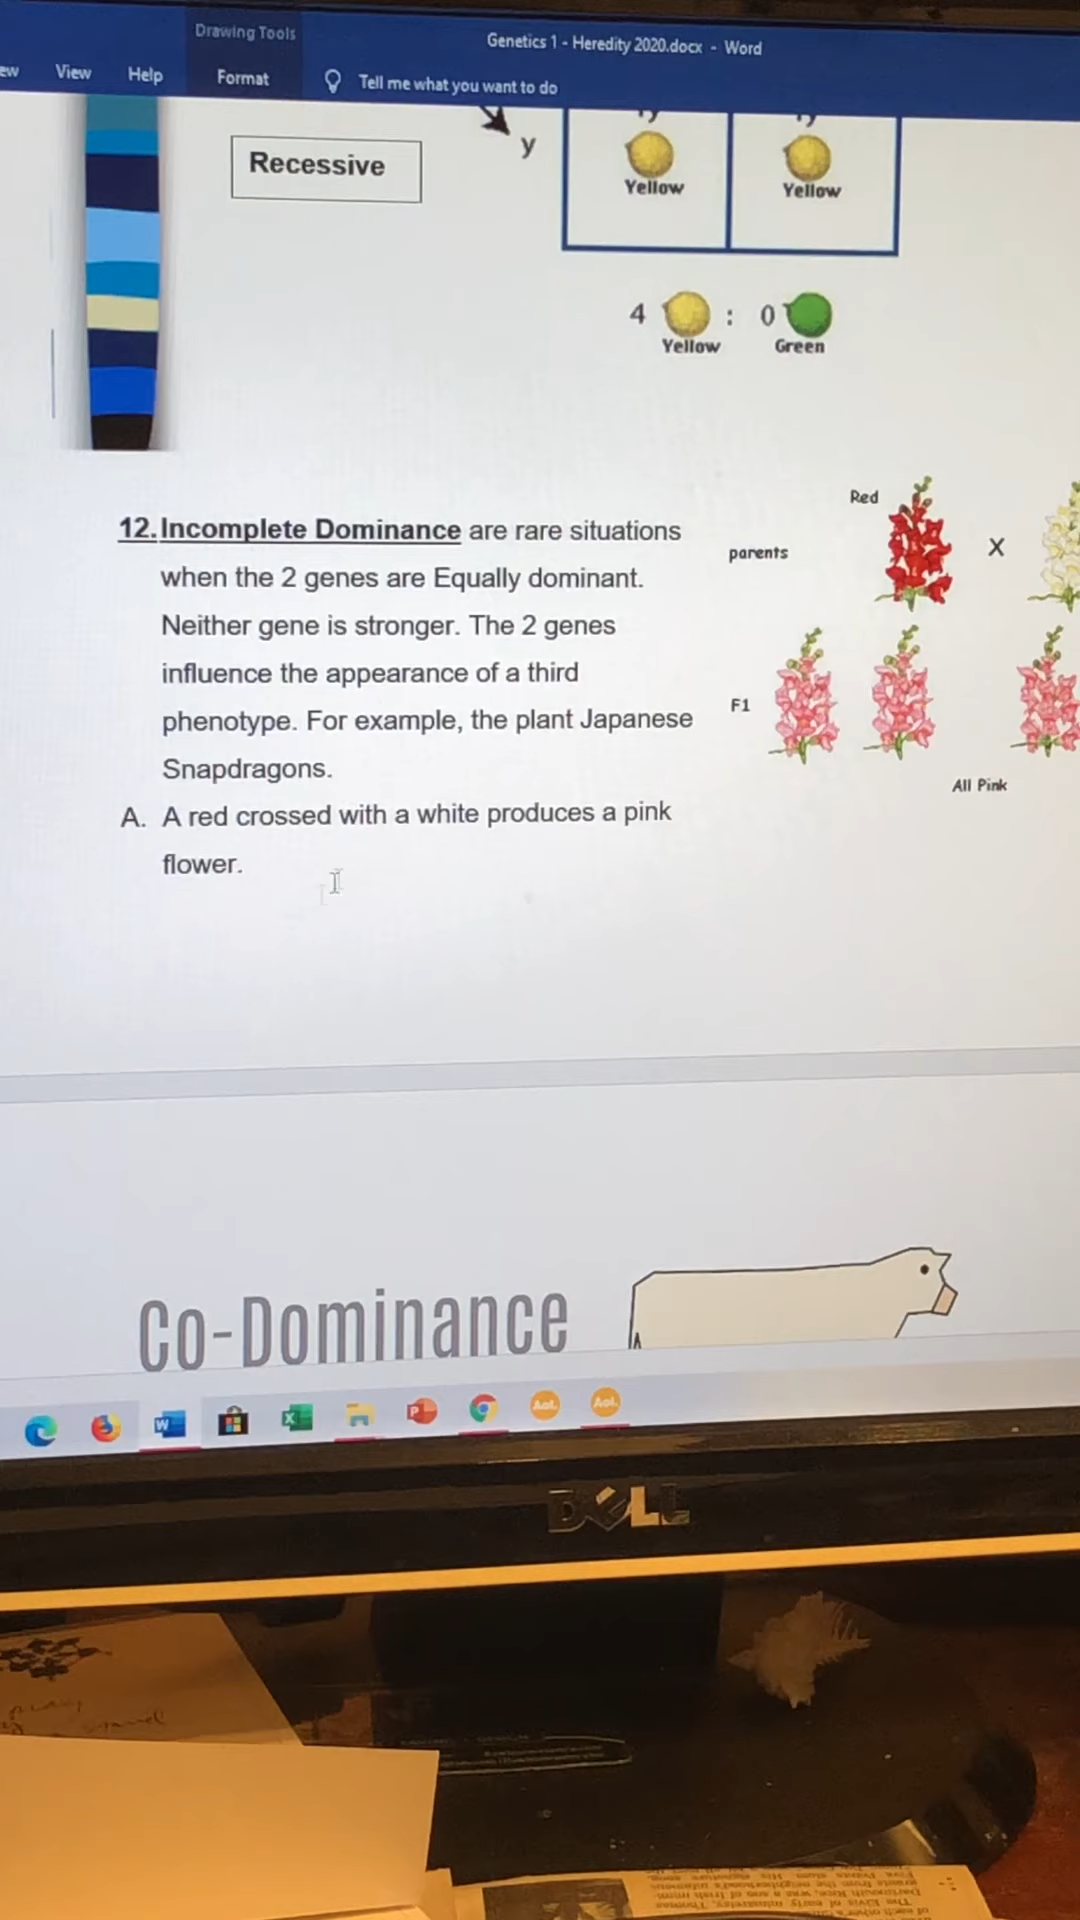 Drawing Tools
Genetics 1 - Heredity 2020.docx - Word
ew View Help Format Tell me what you want to do
Recessive
y
Yellow Yellow
4 : 0
Yellow Green
12. Incomplete Dominance are rare situations
when the 2 genes are Equally dominant.
Neither gene is stronger. The 2 genes
influence the appearance of a third
phenotype. For example, the plant Japanese
Snapdragons.
A. A red crossed with a white produces a pink
flower.
Red
parents X
F1
All Pink
Co-Dominance
W X P Aol. Aol.
DELL